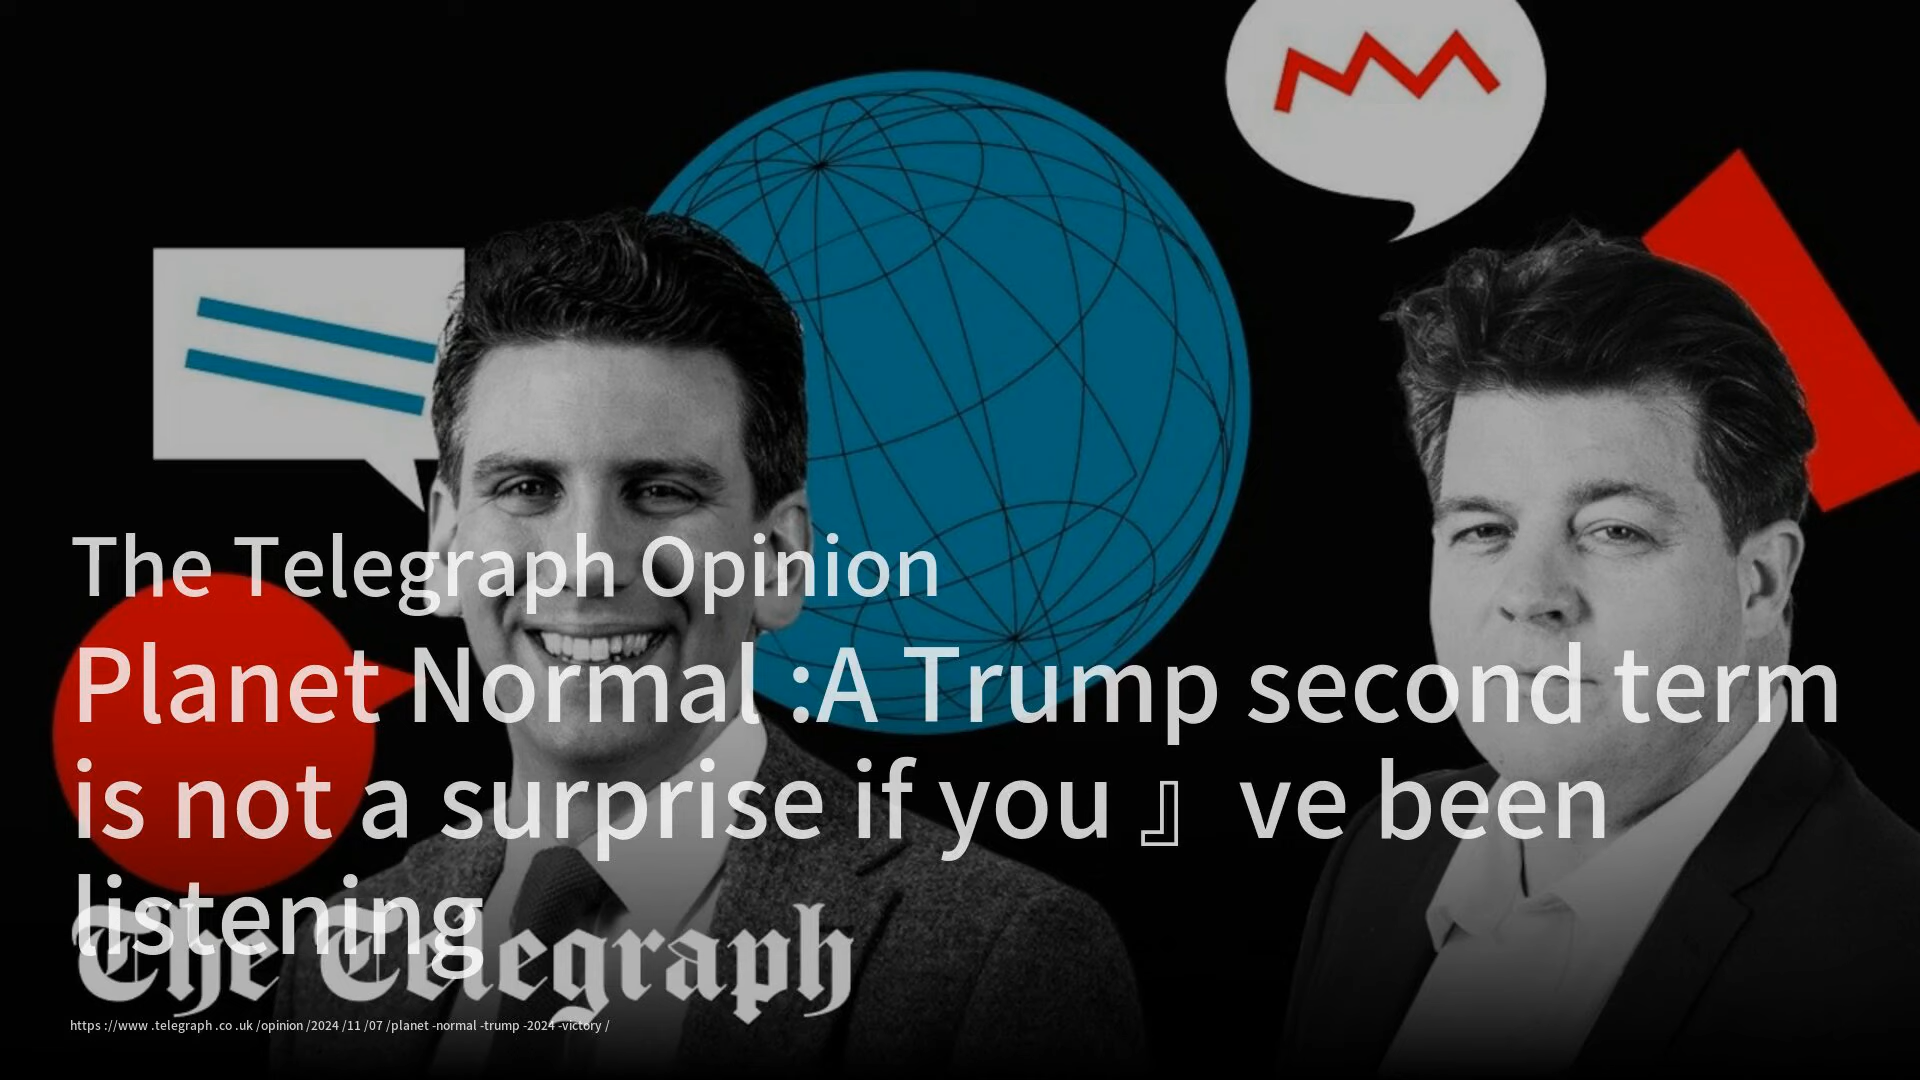 The Telegraph Opinion
Planet Normal :A Trump second term
is not a surprise if you 』 ve been
listening
The Telegraph
https ://www .telegraph .co .uk /opinion /2024 /11 /07 /planet -normal -trump -2024 -victory /